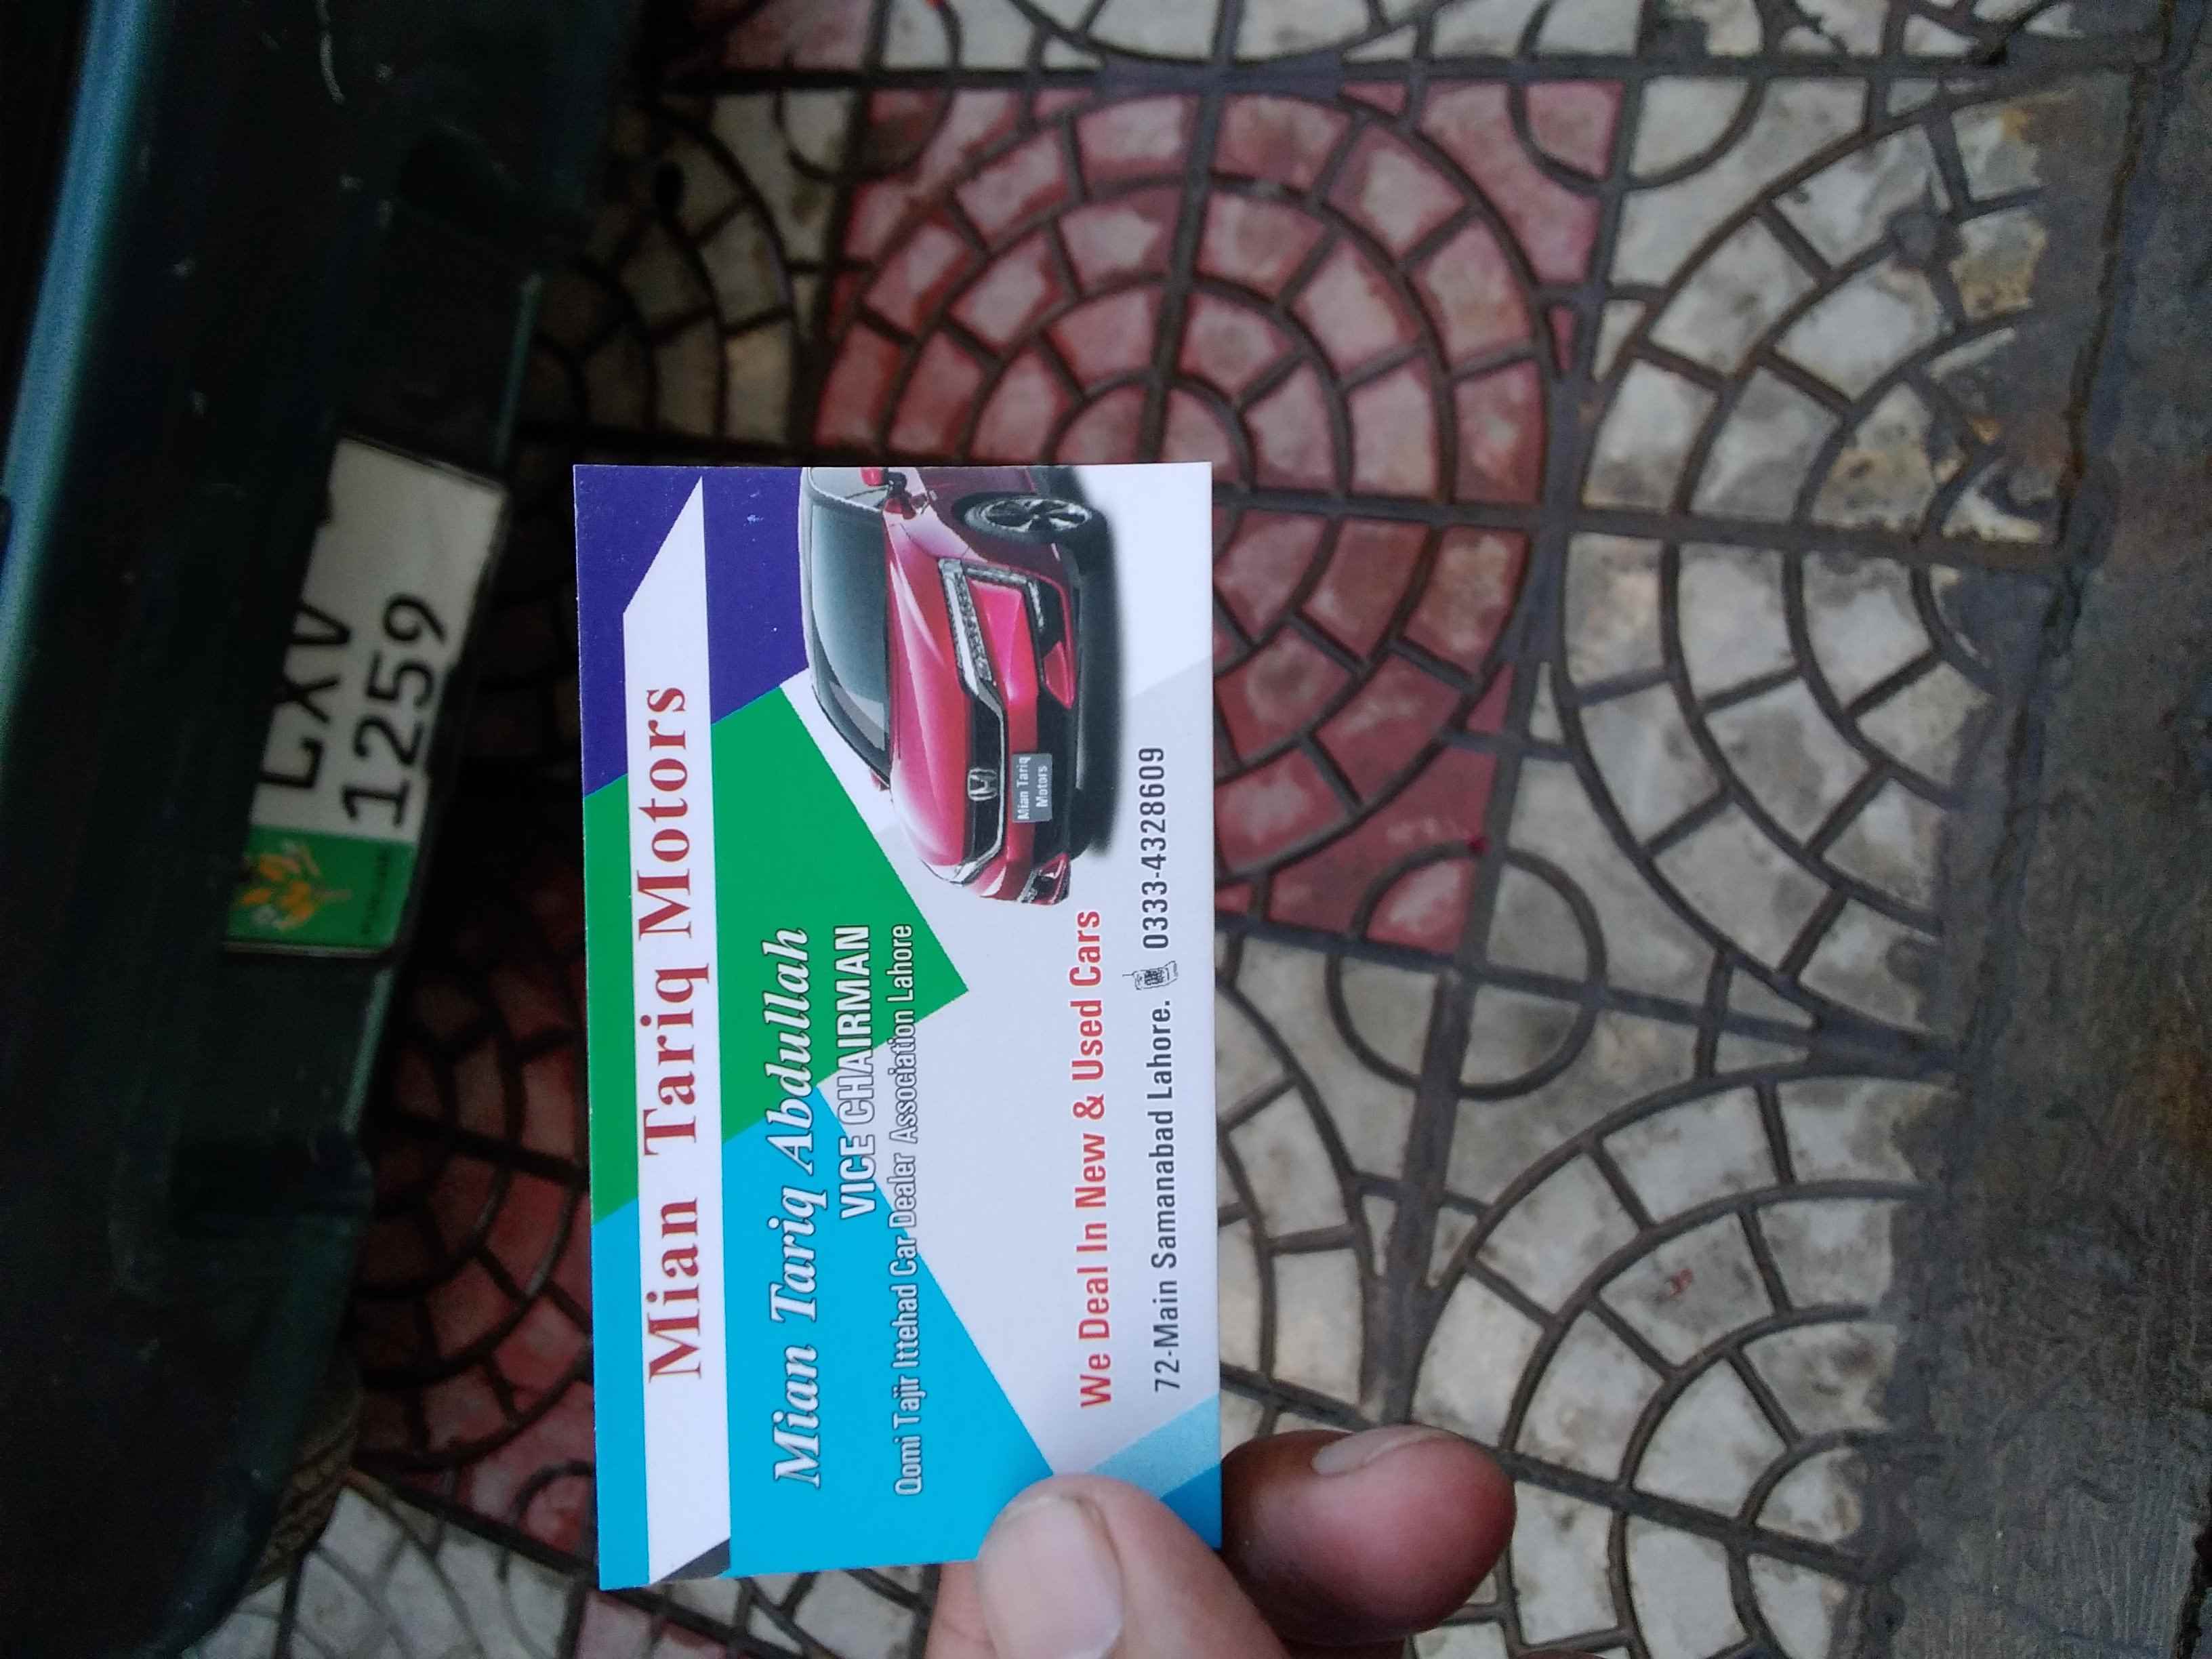 LXV
1259
Mian Tariq Motors
Mian Tariq Abdullah
VICE CHAIRMAN
Qomi Tajir Ittehad Car Dealer Association Lahore
Mian Tariq
Motors
We Deal In New & Used Cars
72-Main Samanabad Lahore. 0333-4328609